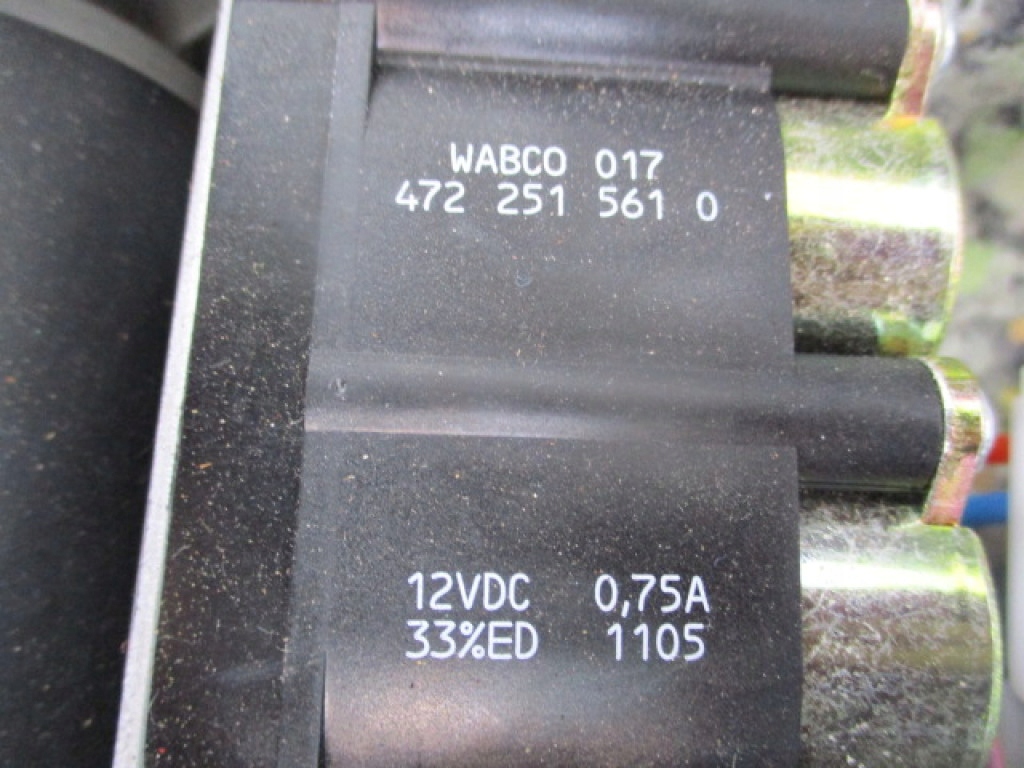 WABCO 017
472 251 561 0
12VDC 0,75A
33%ED 1105